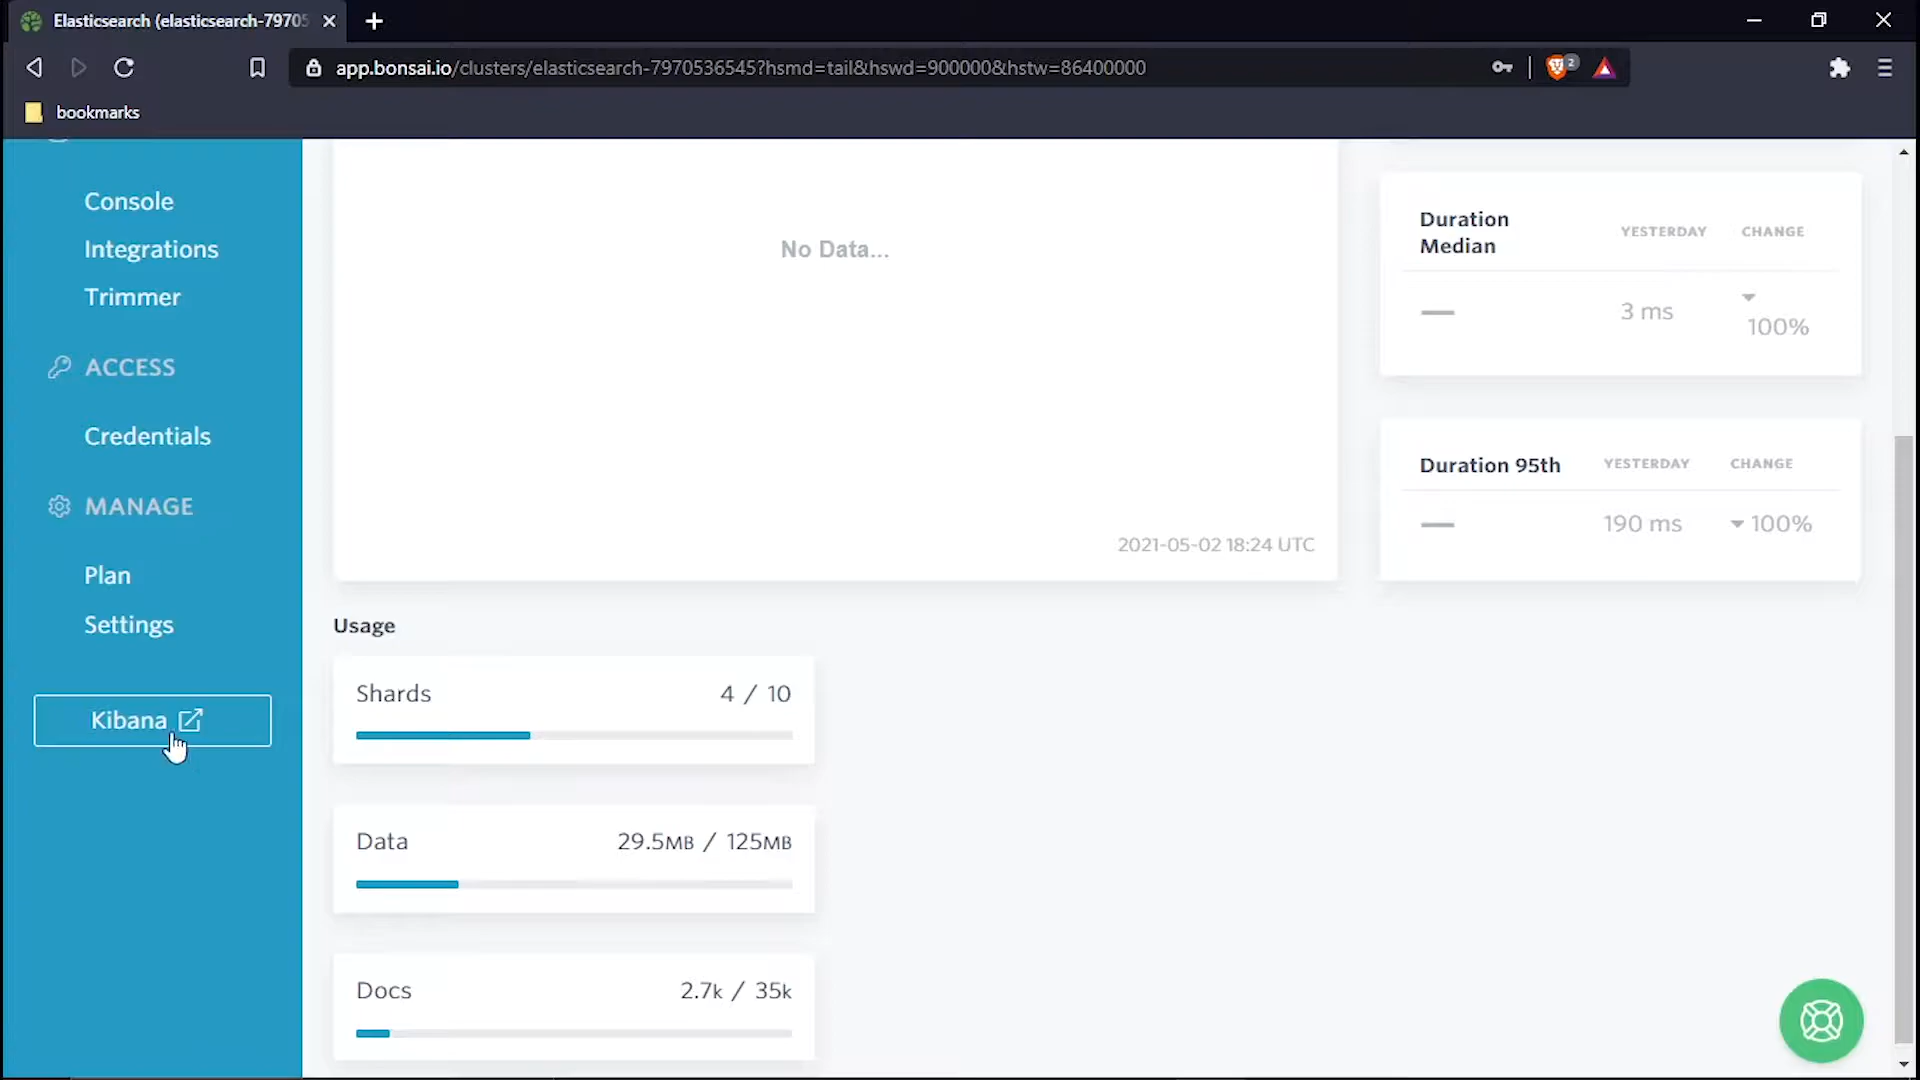 Elasticsearch (elasticsearch-79705
app.bonsai.io/clusters/elasticsearch-7970536545?hsmd=tail&hswd=900000&hstw=86400000
2
bookmarks
Console
Integrations
Trimmer
ACCESS
Credentials
MANAGE
Plan
Settings
Kibana
No Data...
2021-05-02 18:24 UTC
Duration
Median
YESTERDAY CHANGE
3 ms
100%
Duration 95th YESTERDAY CHANGE
190 ms 100%
Usage
Shards 4 / 10
Data 29.5MB / 125MB
Docs 2.7k / 35k